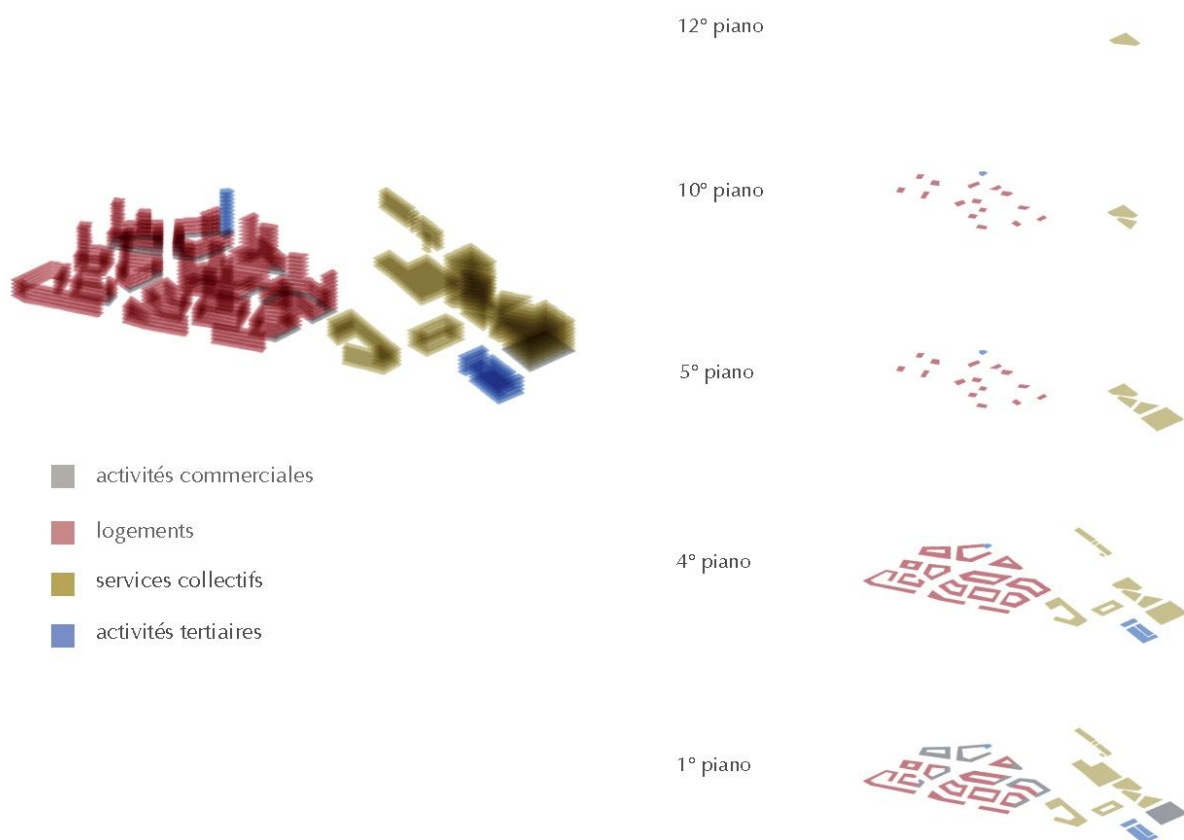 12° piano
10° piano
5° piano
activités commerciales
logements
4° piano
services collectifs
activités tertiaires
1° piano